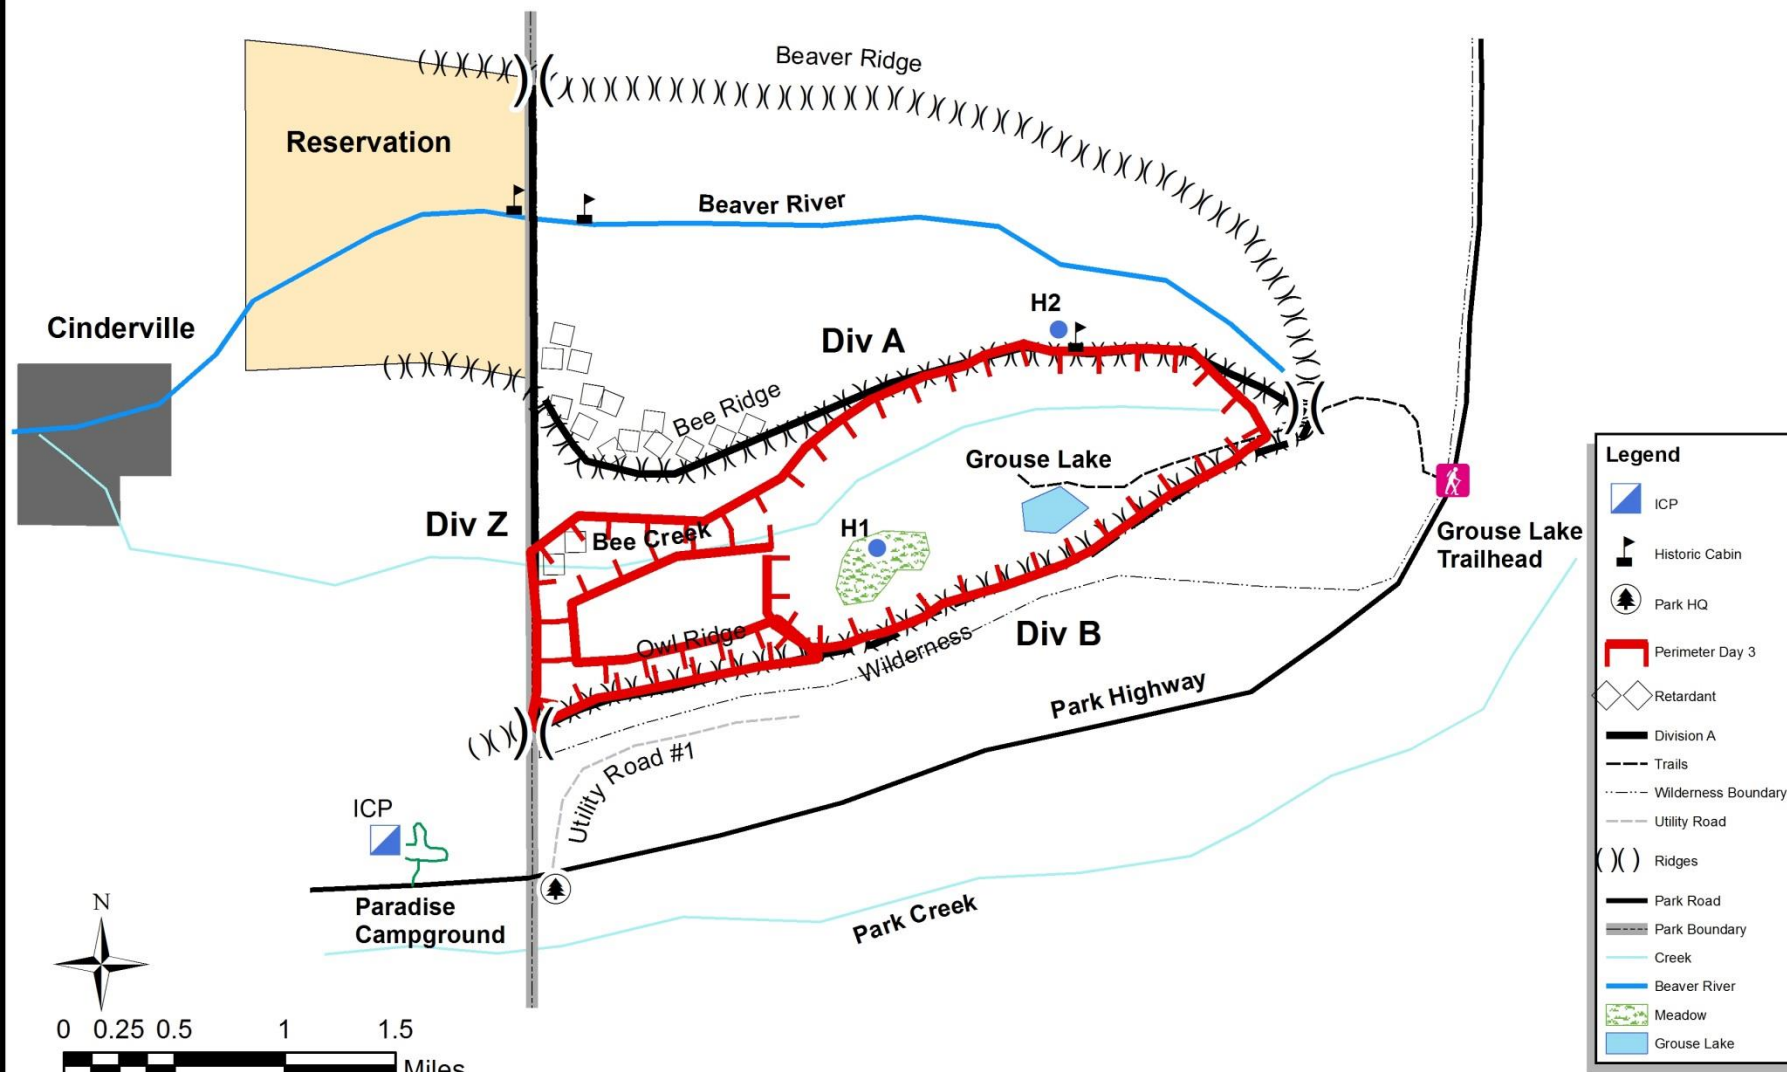 Beaver Ridge
Reservation
Beaver River
Cinderville
H2
Div A
Bee Ridge
Grouse Lake
Div Z
Bee Creek
H1
Grouse Lake
Trailhead
Owl Ridge
Wilderness
Div B
Park Highway
Utility Road #1
ICP
Paradise
Campground
Park Creek
N
0 0.25 0.5 1 1.5
Miles
Legend
ICP
Historic Cabin
Park HQ
Perimeter Day 3
Retardant
Division A
Trails
Wilderness Boundary
Utility Road
Ridges
Park Road
Park Boundary
Creek
Beaver River
Meadow
Grouse Lake